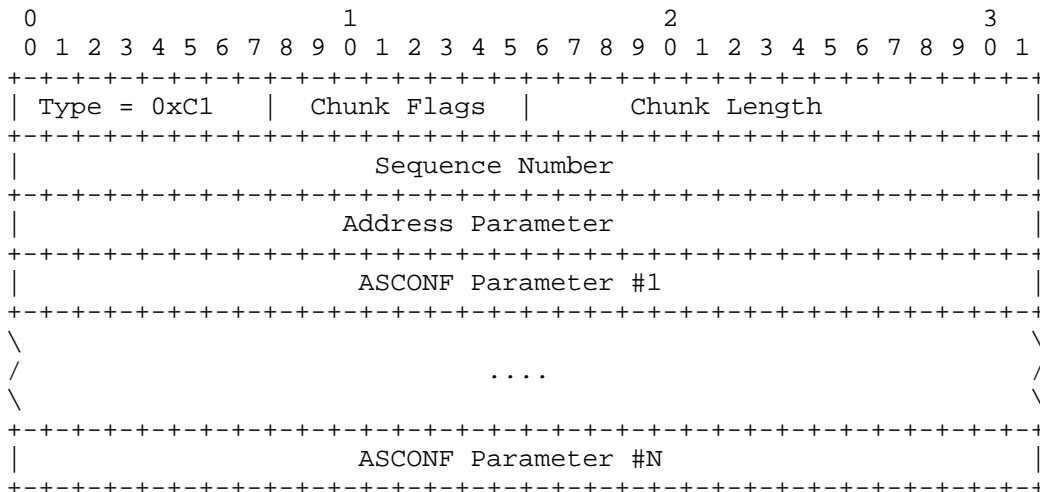 0                   1                   2                   3
 0 1 2 3 4 5 6 7 8 9 0 1 2 3 4 5 6 7 8 9 0 1 2 3 4 5 6 7 8 9 0 1
+-+-+-+-+-+-+-+-+-+-+-+-+-+-+-+-+-+-+-+-+-+-+-+-+-+-+-+-+-+-+-+-+
| Type = 0xC1   |  Chunk Flags  |      Chunk Length             |
+-+-+-+-+-+-+-+-+-+-+-+-+-+-+-+-+-+-+-+-+-+-+-+-+-+-+-+-+-+-+-+-+
|                      Sequence Number                          |
+-+-+-+-+-+-+-+-+-+-+-+-+-+-+-+-+-+-+-+-+-+-+-+-+-+-+-+-+-+-+-+-+
|                    Address Parameter                          |
+-+-+-+-+-+-+-+-+-+-+-+-+-+-+-+-+-+-+-+-+-+-+-+-+-+-+-+-+-+-+-+-+
|                     ASCONF Parameter #1                       |
+-+-+-+-+-+-+-+-+-+-+-+-+-+-+-+-+-+-+-+-+-+-+-+-+-+-+-+-+-+-+-+-+
\                                                               \
/                             ....                              /
\                                                               \
+-+-+-+-+-+-+-+-+-+-+-+-+-+-+-+-+-+-+-+-+-+-+-+-+-+-+-+-+-+-+-+-+
|                     ASCONF Parameter #N                       |
+-+-+-+-+-+-+-+-+-+-+-+-+-+-+-+-+-+-+-+-+-+-+-+-+-+-+-+-+-+-+-+-+